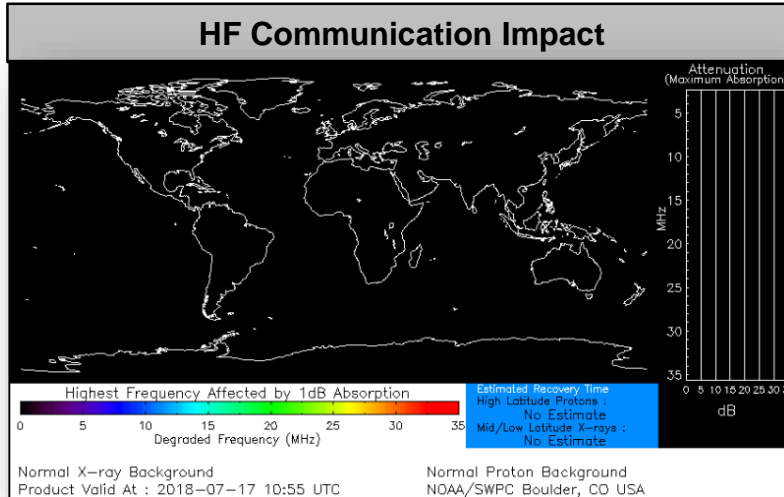 HF Communication Impact
Attenuation
(Maximum Absorption
5
10
15
20
25
30
35
MHz
0 5 10 15 20 25 30
dB
Highest Frequency Affected by 1dB Absorption
0 5 10 15 20 25 30 35
Degraded Frequency (MHz)
Estimated Recovery Time
High Latitude Protons :
No Estimate
Mid/Low Latitude X-rays :
No Estimate
Normal X-ray Background
Product Valid At : 2018-07-17 10:55 UTC
Normal Proton Background
NOAA/SWPC Boulder, CO USA